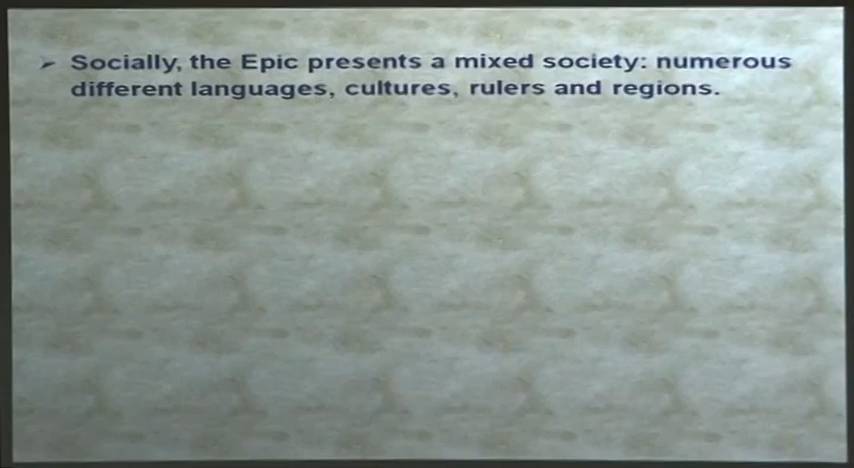 ➢ Socially, the Epic presents a mixed society: numerous
different languages, cultures, rulers and regions.